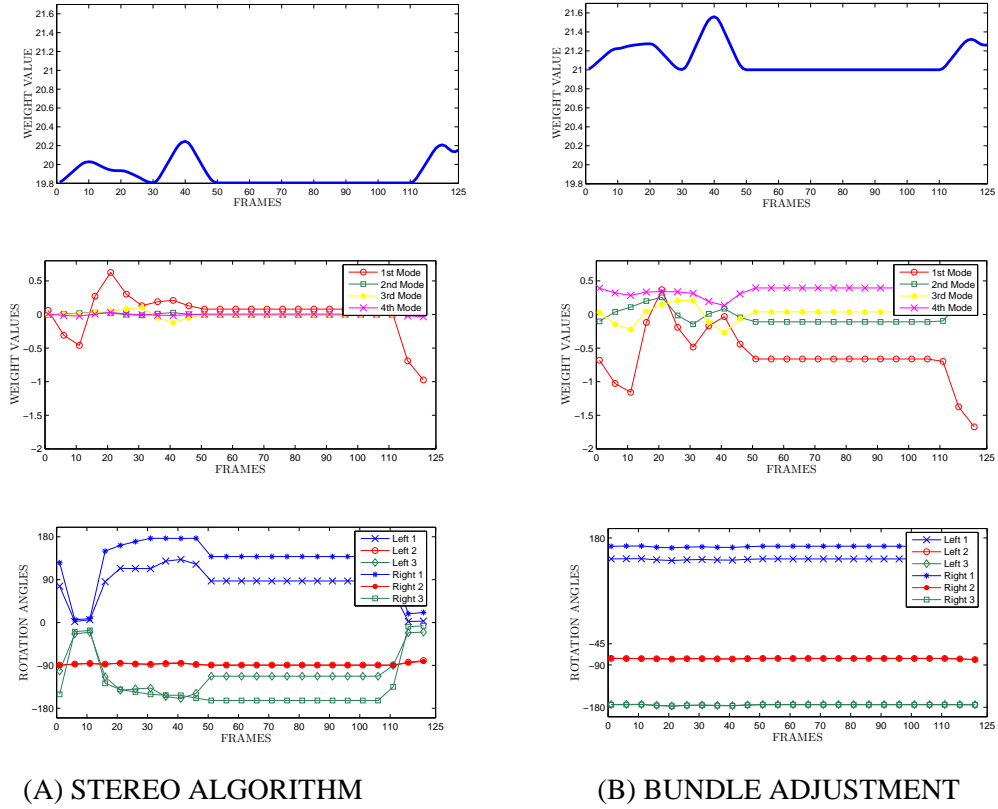 21.6
21.4
21.2
21
20.8
20.6
20.4
20.2
20
19.8
WEIGHT VALUE
0 10 20 30 40 50 60 70 80 90 100 110 125
FRAMES
21.6
21.4
21.2
21
20.8
20.6
20.4
20.2
20
19.8
WEIGHT VALUE
0 10 20 30 40 50 60 70 80 90 100 110 125
FRAMES
0.5
0
−0.5
−1
−1.5
−2
WEIGHT VALUES
1st Mode
2nd Mode
3rd Mode
4th Mode
0 10 20 30 40 50 60 70 80 90 100 110 125
FRAMES
0.5
0
−0.5
−1
−1.5
−2
WEIGHT VALUES
1st Mode
2nd Mode
3rd Mode
4th Mode
0 10 20 30 40 50 60 70 80 90 100 110 125
FRAMES
180
90
0
−90
−180
ROTATION ANGLES
Left 1
Left 2
Left 3
Right 1
Right 2
Right 3
0 10 20 30 40 50 60 70 80 90 100 110 125
FRAMES
180
−45
−90
−180
ROTATION ANGLES
Left 1
Left 2
Left 3
Right 1
Right 2
Right 3
0 10 20 30 40 50 60 70 80 90 100 110 125
FRAMES
(A) STEREO ALGORITHM
(B) BUNDLE ADJUSTMENT